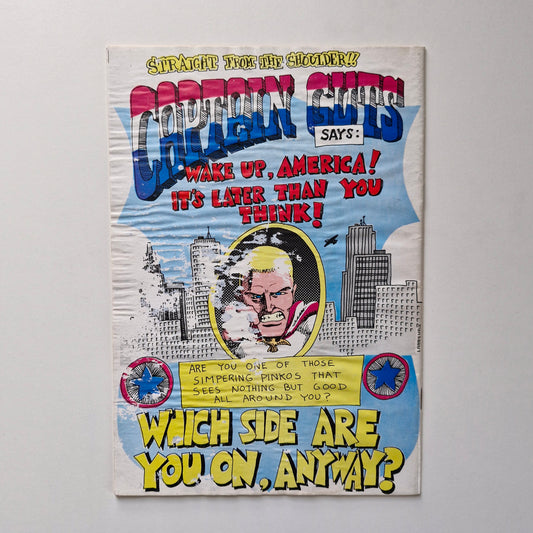 STRAIGHT FROM THE SHOULDER!!
CAPTAIN GUTS
SAYS:
WAKE UP, AMERICA!
IT'S LATER THAN YOU
THINK!
ARE YOU ONE OF THOSE
SIMPERING PINKOS THAT
SEES NOTHING BUT GOOD
ALL AROUND YOU?
WHICH SIDE ARE
YOU ON, ANYWAY?